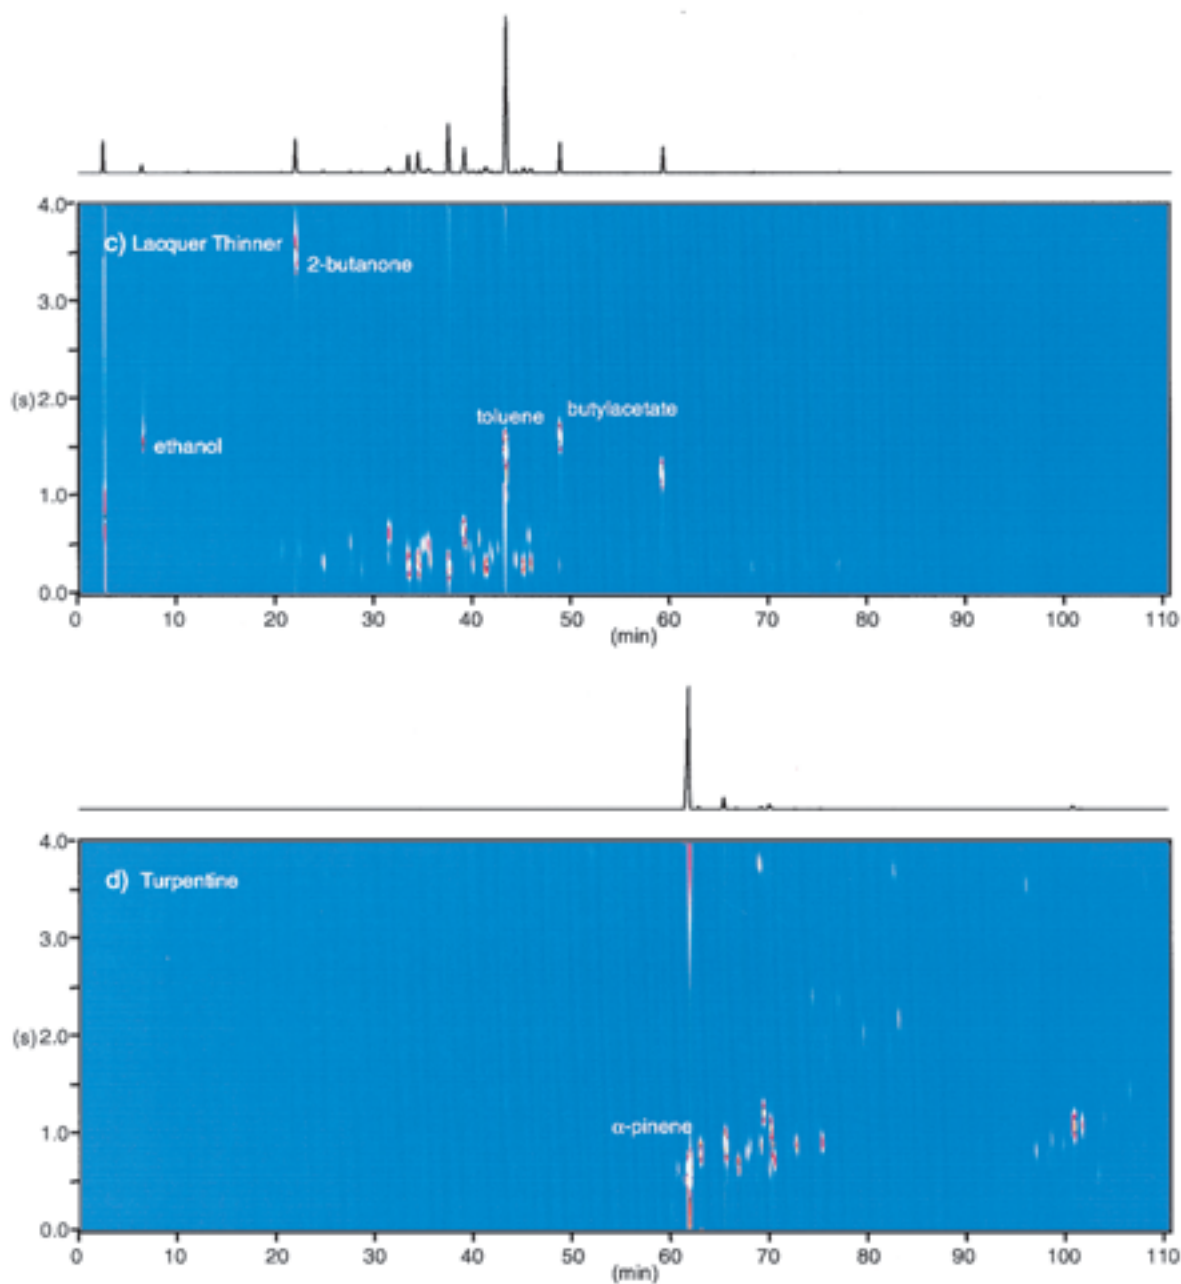 4.0
c) Lacquer Thinner
2-butanone
3.0
(s) 2.0
toluene
butylacetate
ethanol
1.0
0.0
0 10 20 30 40 50 60 70 80 90 100 110
(min)
4.0
d) Turpentine
3.0
(s) 2.0
1.0
α-pinene
0.0
0 10 20 30 40 50 60 70 80 90 100 110
(min)